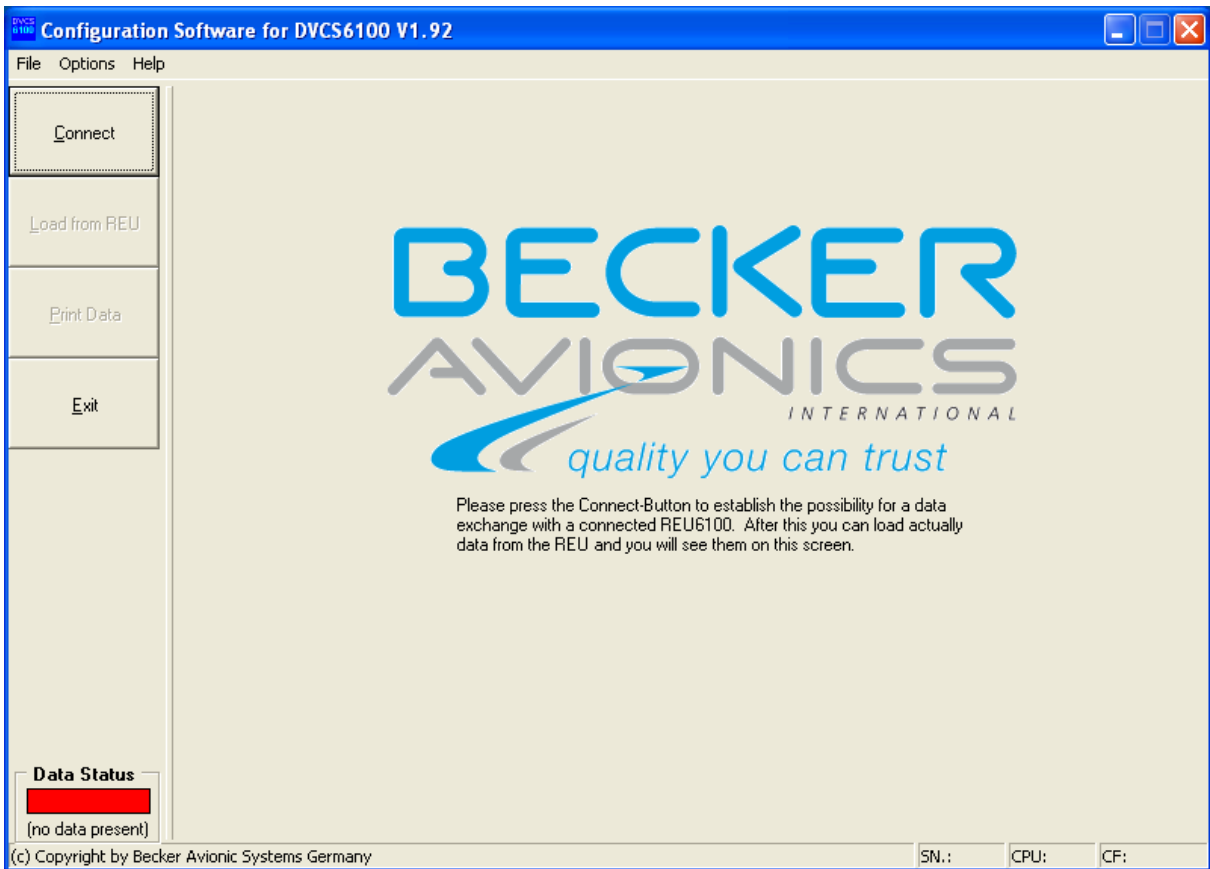 DVCS
6100
Configuration Software for DVCS6100 V1.92
File Options Help
Connect
Load from REU
Print Data
Exit
BECKER
AVIONICS
INTERNATIONAL
quality you can trust
Please press the Connect-Button to establish the possibility for a data
exchange with a connected REU6100. After this you can load actually
data from the REU and you will see them on this screen.
Data Status
(no data present)
(c) Copyright by Becker Avionic Systems Germany SN.: CPU: CF: